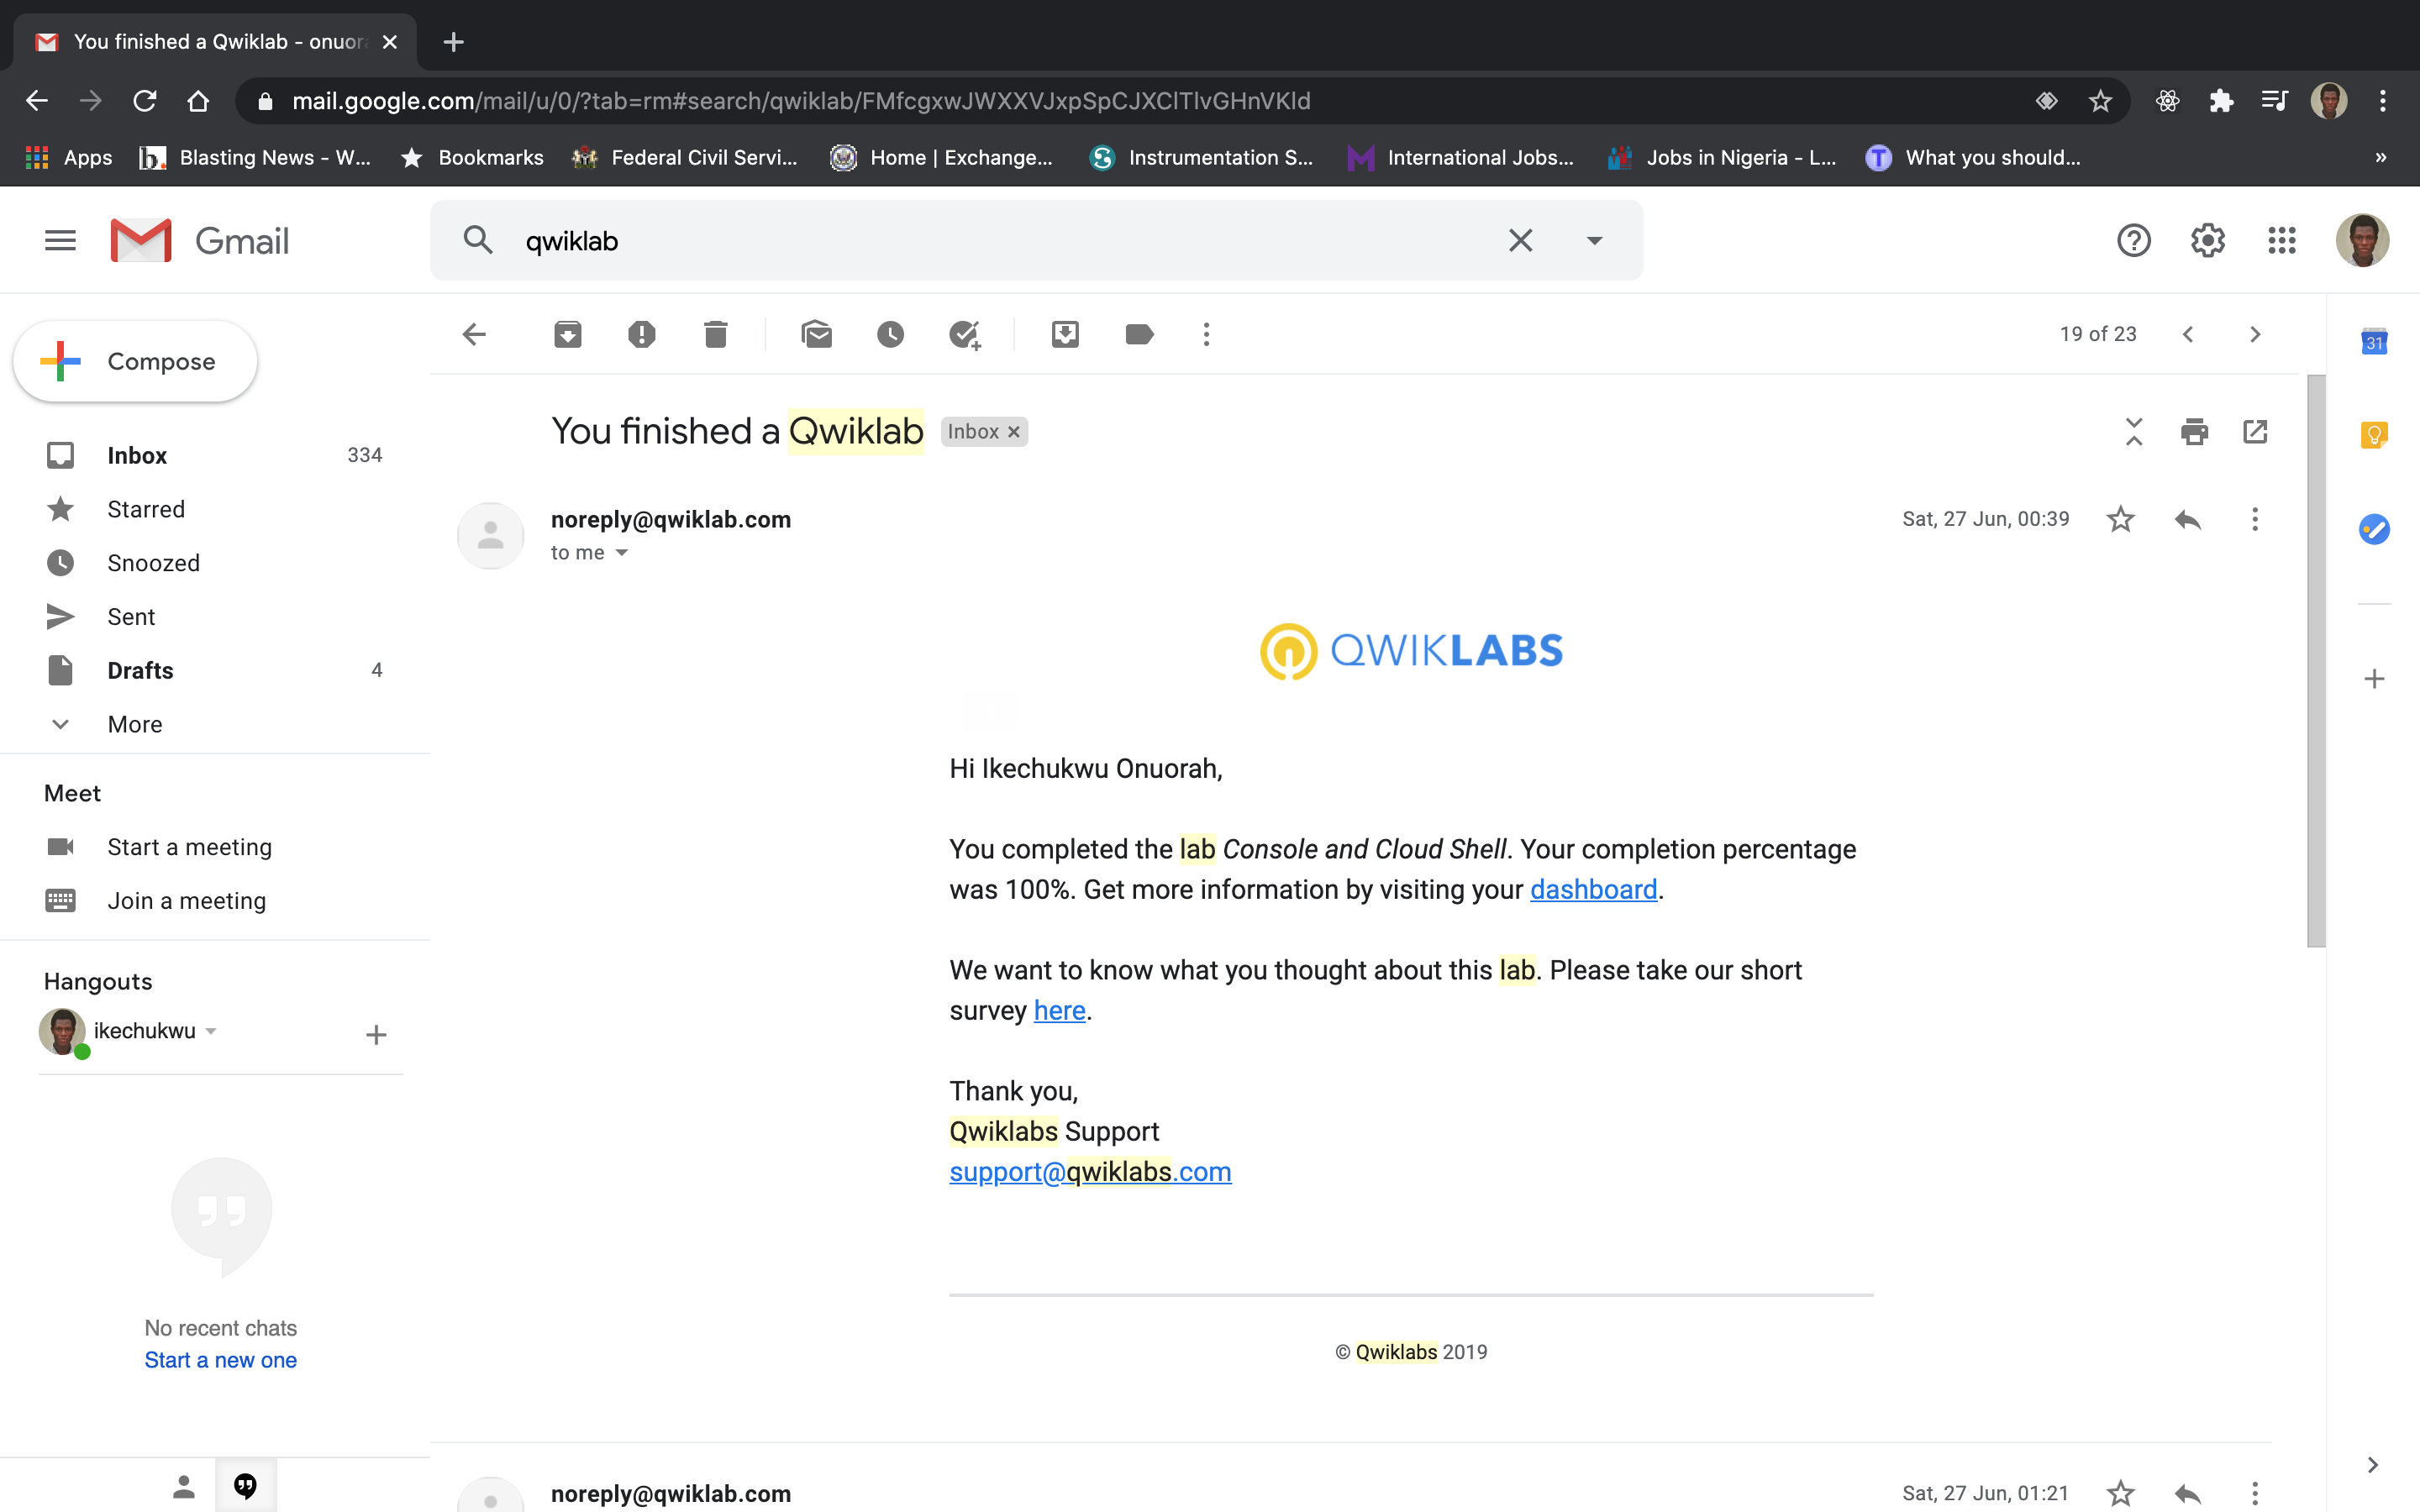 You finished a Qwiklab - onuor
mail.google.com/mail/u/0/?tab=rm#search/qwiklab/FMfcgxwJWXXVJxpSpCJXClTlvGHnVKld
Apps
Blasting News - W...
Bookmarks
Federal Civil Servi...
Home | Exchange...
Instrumentation S...
International Jobs...
Jobs in Nigeria - L...
What you should...
»
Gmail
qwiklab
Compose
19 of 23
Inbox 334
Starred
Snoozed
Sent
Drafts 4
More
Meet
Start a meeting
Join a meeting
Hangouts
ikechukwu
No recent chats
Start a new one
You finished a Qwiklab
Inbox
noreply@qwiklab.com
Sat, 27 Jun, 00:39
to me
QWIKLABS
Hi Ikechukwu Onuorah,
You completed the lab Console and Cloud Shell. Your completion percentage
was 100%. Get more information by visiting your dashboard.
We want to know what you thought about this lab. Please take our short
survey here.
Thank you,
Qwiklabs Support
support@qwiklabs.com
© Qwiklabs 2019
noreply@qwiklab.com
Sat, 27 Jun, 01:21
31